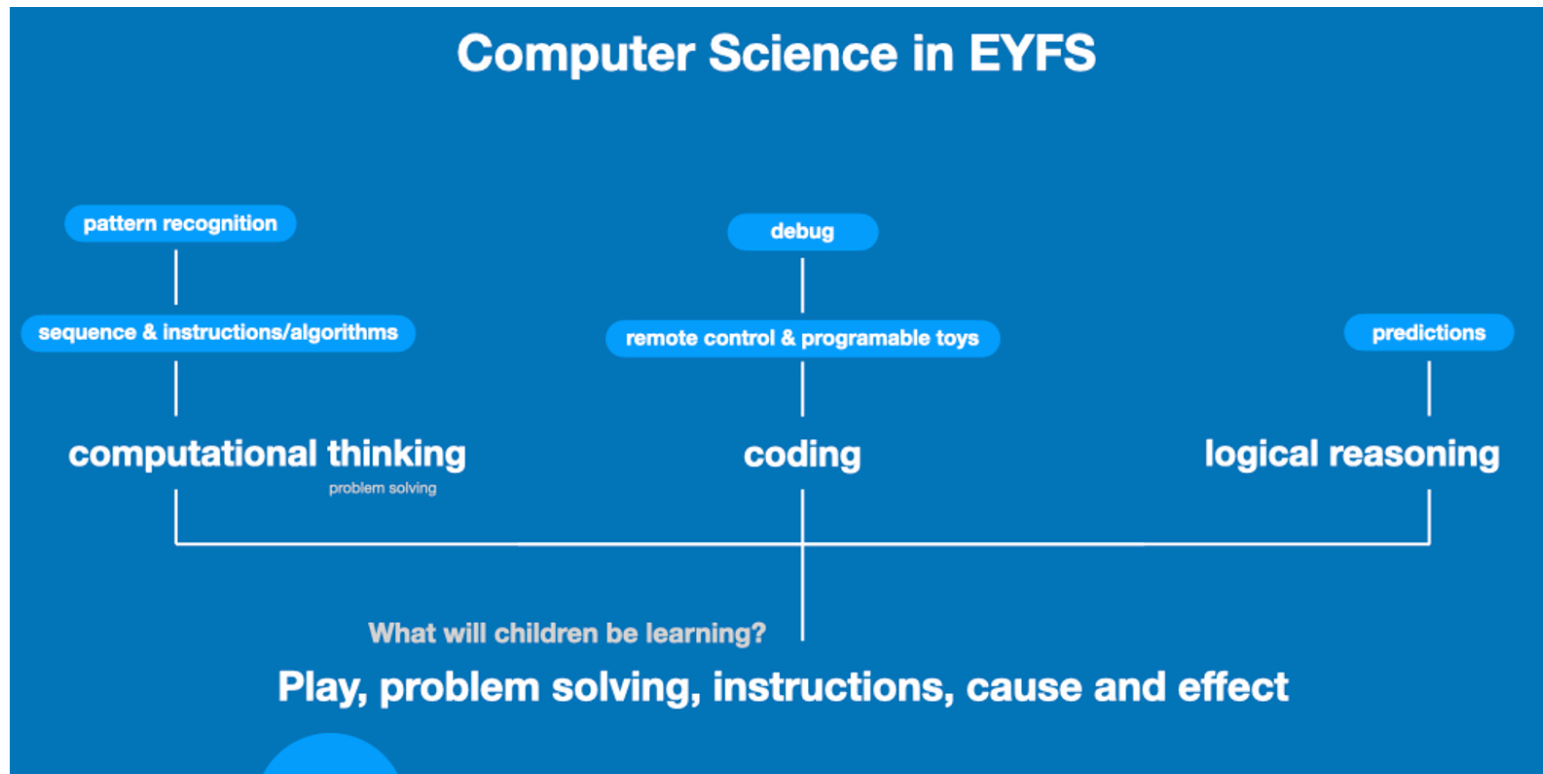 Computer Science in EYFS
pattern recognition
debug
sequence & instructions/algorithms
remote control & programable toys
predictions
computational thinking
problem solving
coding
logical reasoning
What will children be learning?
Play, problem solving, instructions, cause and effect